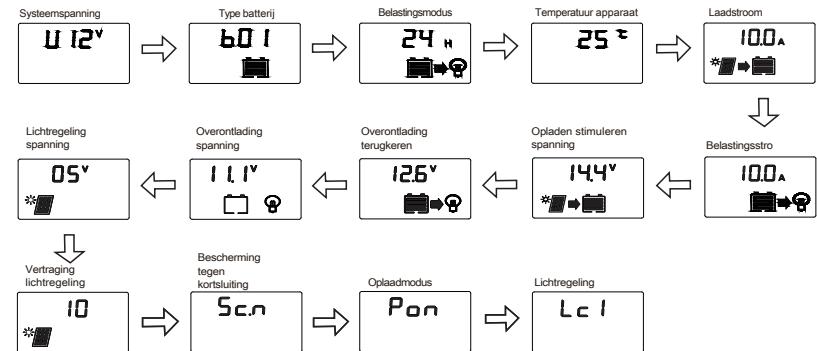 Systeemspanning
U 12V
Type batterij
b01
Belastingsmodus
24 H
Temperatuur apparaat
25 ℃
Laadstroom
10.0A
Lichtregeling
spanning
05V
Overontlading
spanning
11.1V
Overontlading
terugkeren
12.6V
Opladen stimuleren
spanning
14.4V
Belastingsstro
10.0A
Vertraging
lichtregeling
10
Bescherming
tegen
kortsluiting
Sc.n
Oplaadmodus
Pon
Lichtregeling
Lc1